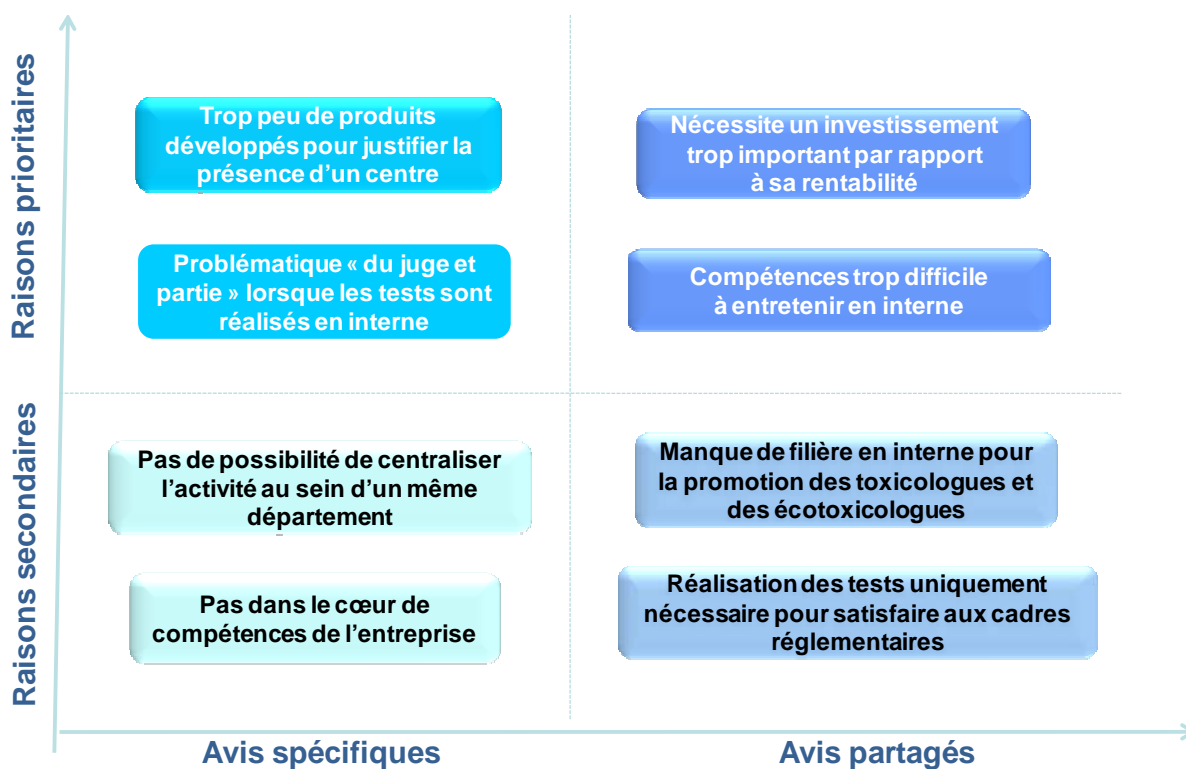 Raisons prioritaires
Trop peu de produits
développés pour justifier la
présence d'un centre
Nécessite un investissement
trop important par rapport
à sa rentabilité
Problématique « du juge et
partie » lorsque les tests sont
réalisés en interne
Compétences trop difficile
à entretenir en interne
Raisons secondaires
Pas de possibilité de centraliser
l'activité au sein d'un même
département
Manque de filière en interne pour
la promotion des toxicologues et
des écotoxicologues
Pas dans le cœur de
compétences de l'entreprise
Réalisation des tests uniquement
nécessaire pour satisfaire aux cadres
réglementaires
Avis spécifiques
Avis partagés